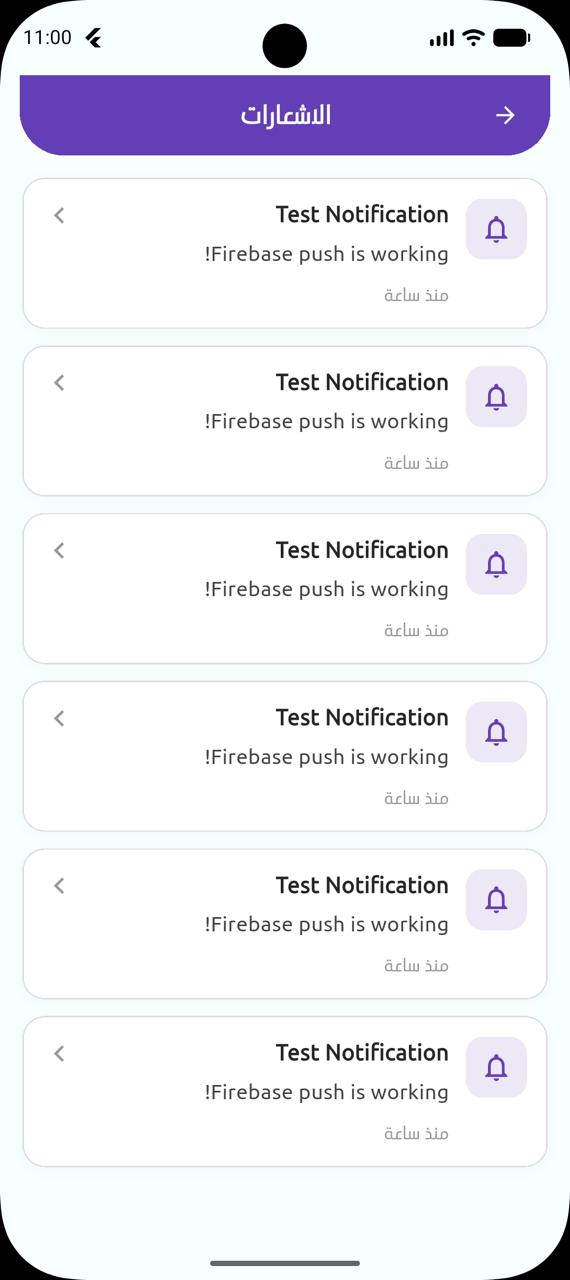 11:00
الاشعارات
Test Notification
!Firebase push is working
منذ ساعة
Test Notification
!Firebase push is working
منذ ساعة
Test Notification
!Firebase push is working
منذ ساعة
Test Notification
!Firebase push is working
منذ ساعة
Test Notification
!Firebase push is working
منذ ساعة
Test Notification
!Firebase push is working
منذ ساعة